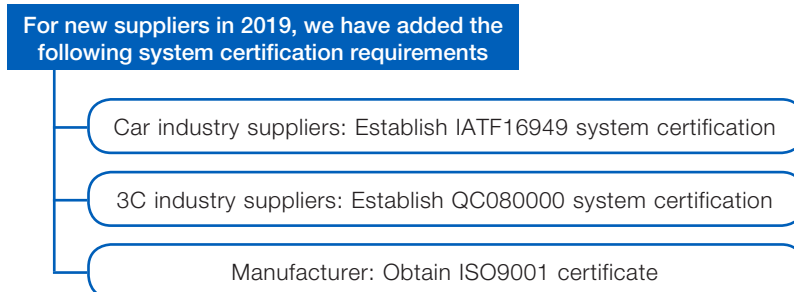 For new suppliers in 2019, we have added the
following system certification requirements
Car industry suppliers: Establish IATF16949 system certification
3C industry suppliers: Establish QC080000 system certification
Manufacturer: Obtain ISO9001 certificate